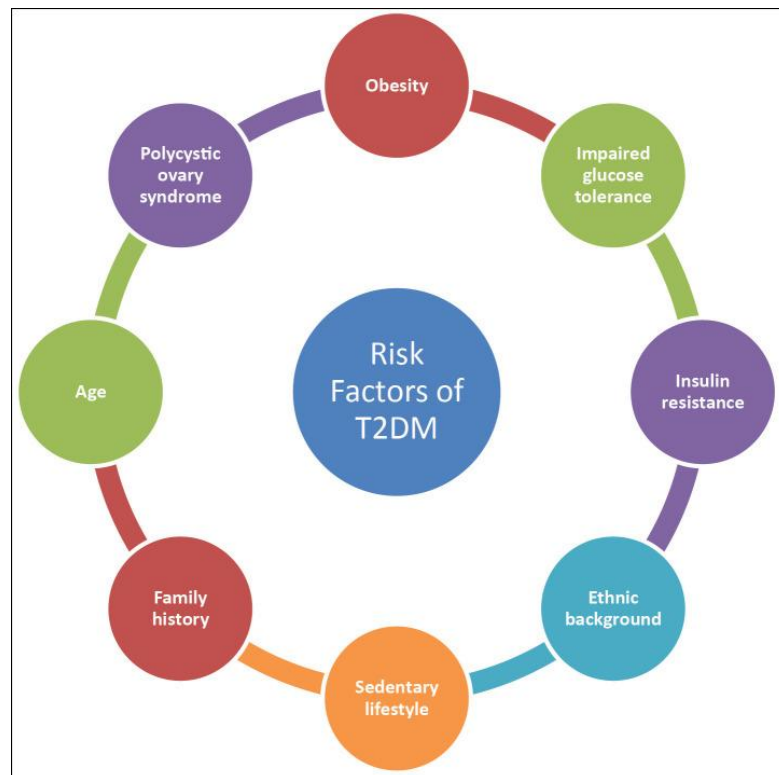 Obesity
Impaired
glucose
tolerance
Insulin
resistance
Ethnic
background
Sedentary
lifestyle
Family
history
Age
Polycystic
ovary
syndrome
Risk
Factors of
T2DM